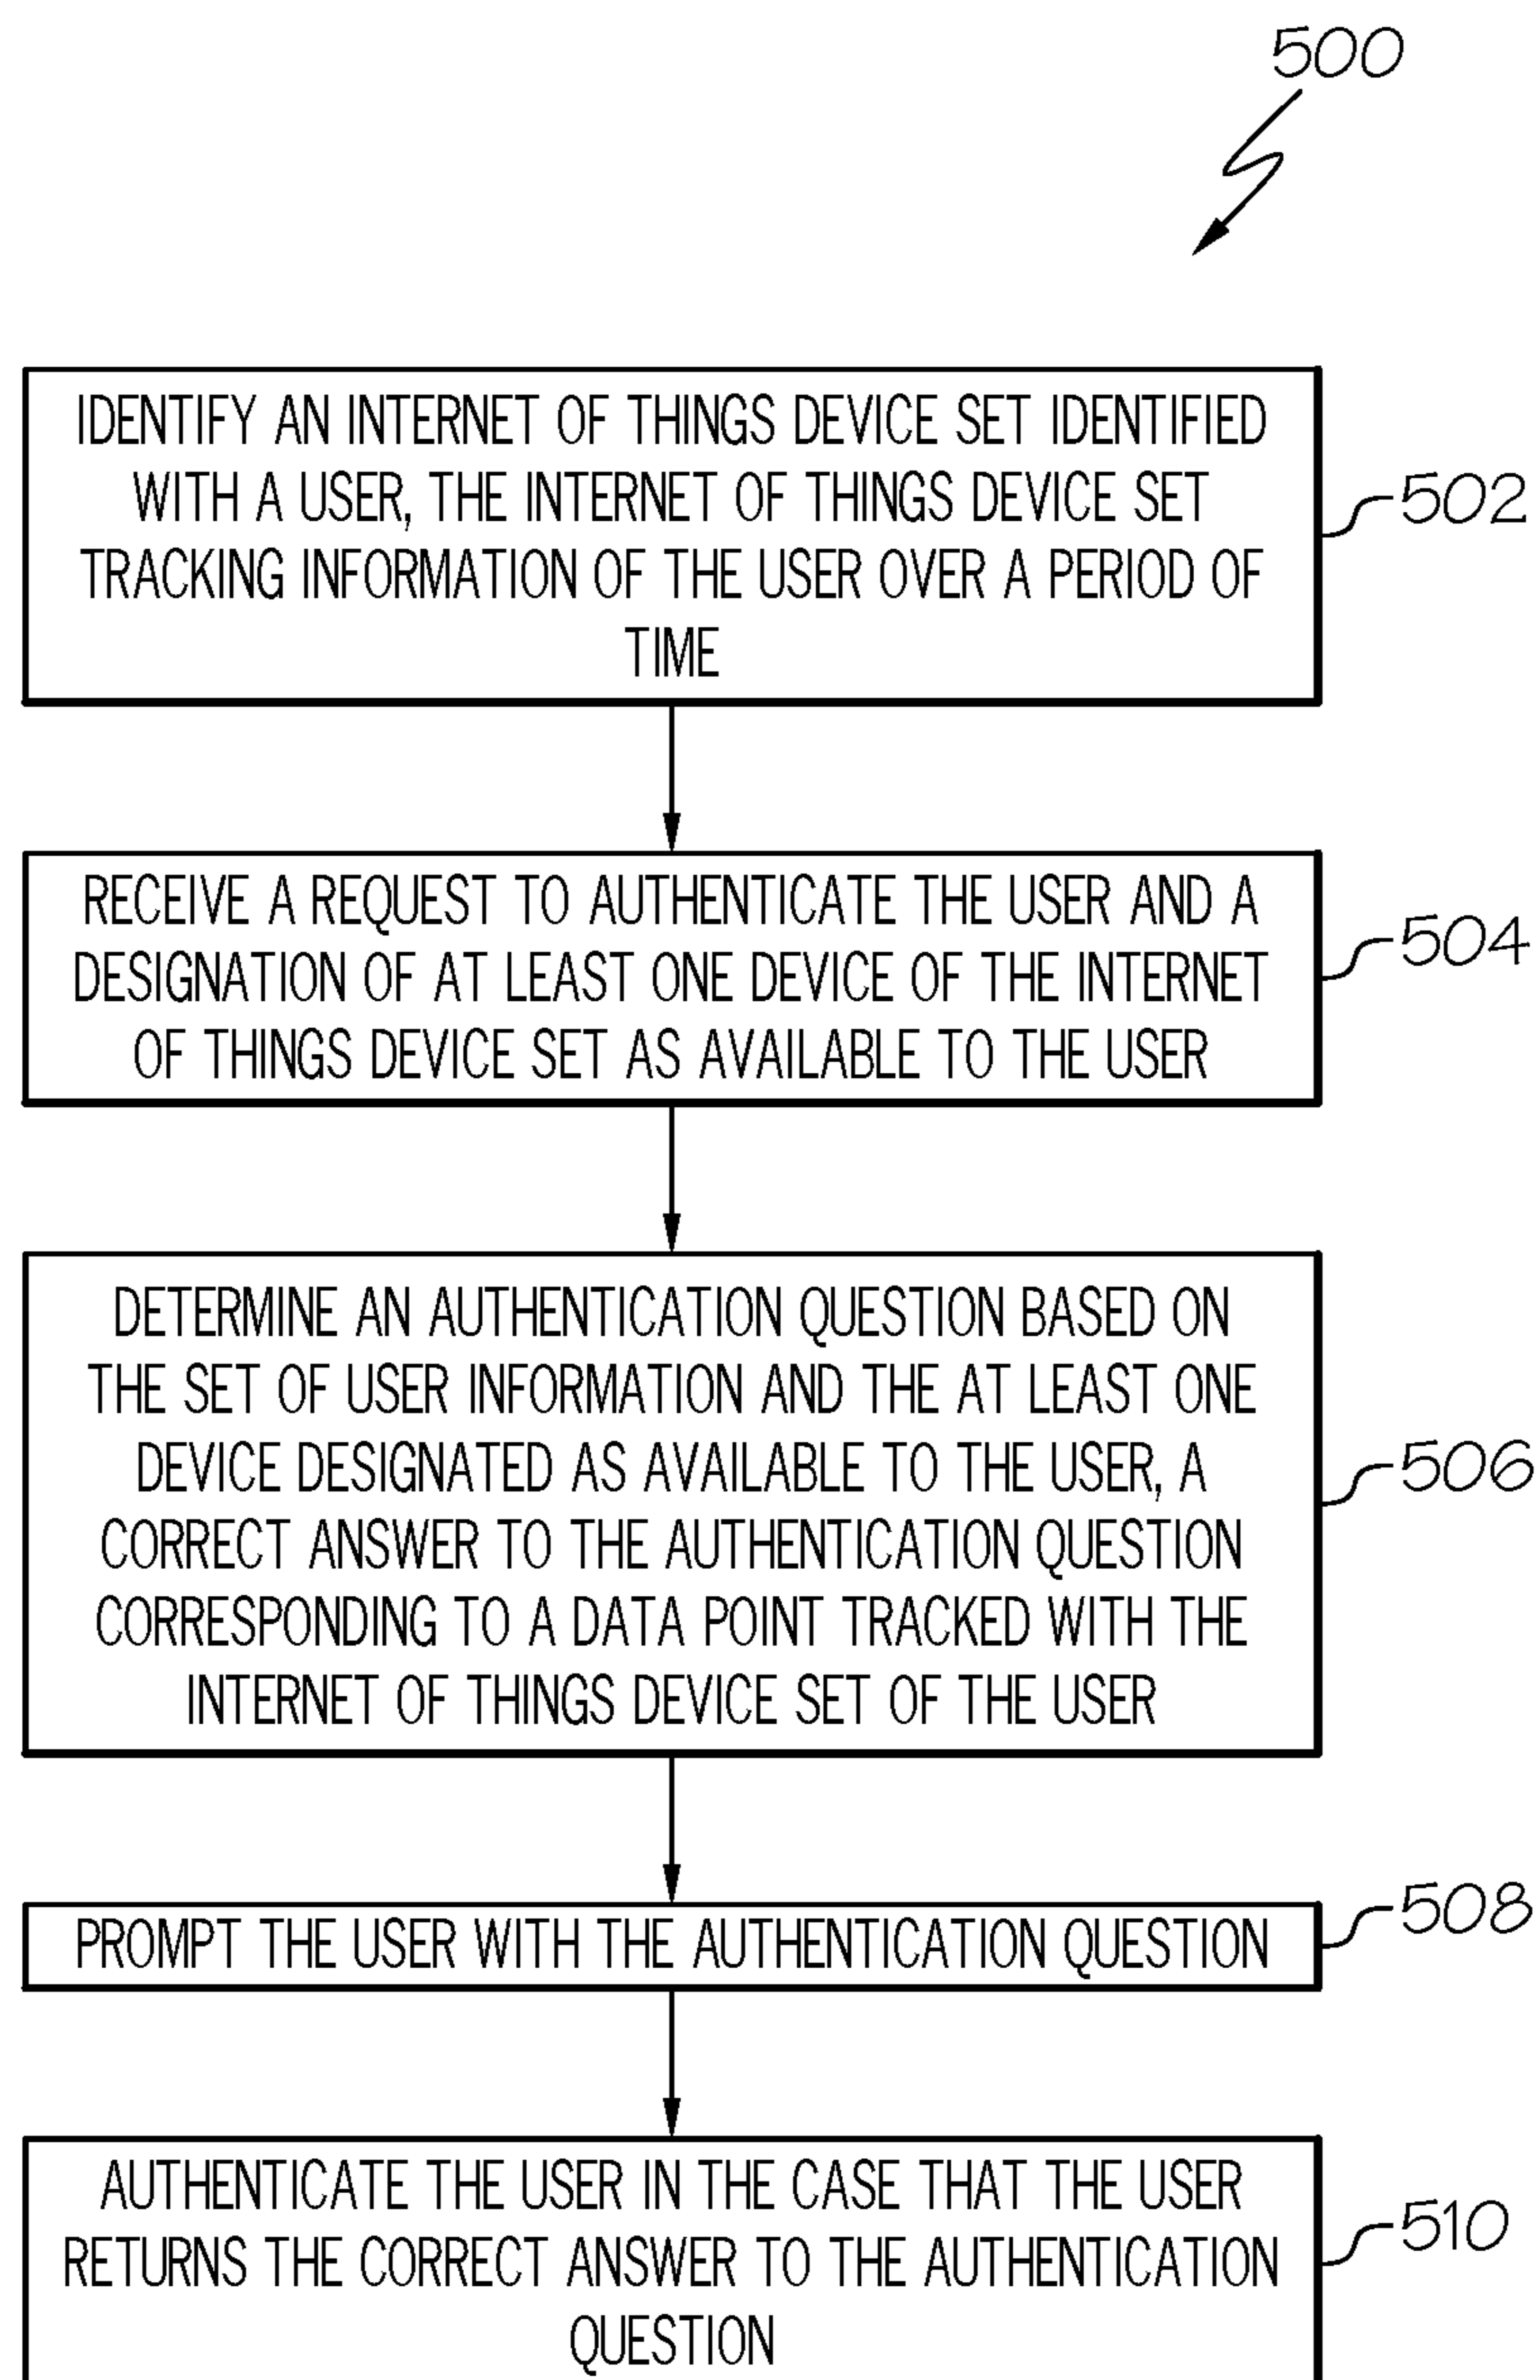 500
IDENTIFY AN INTERNET OF THINGS DEVICE SET IDENTIFIED
WITH A USER, THE INTERNET OF THINGS DEVICE SET
TRACKING INFORMATION OF THE USER OVER A PERIOD OF
TIME
502
RECEIVE A REQUEST TO AUTHENTICATE THE USER AND A
DESIGNATION OF AT LEAST ONE DEVICE OF THE INTERNET
OF THINGS DEVICE SET AS AVAILABLE TO THE USER
504
DETERMINE AN AUTHENTICATION QUESTION BASED ON
THE SET OF USER INFORMATION AND THE AT LEAST ONE
DEVICE DESIGNATED AS AVAILABLE TO THE USER, A
CORRECT ANSWER TO THE AUTHENTICATION QUESTION
CORRESPONDING TO A DATA POINT TRACKED WITH THE
INTERNET OF THINGS DEVICE SET OF THE USER
506
PROMPT THE USER WITH THE AUTHENTICATION QUESTION
508
AUTHENTICATE THE USER IN THE CASE THAT THE USER
RETURNS THE CORRECT ANSWER TO THE AUTHENTICATION
QUESTION
510